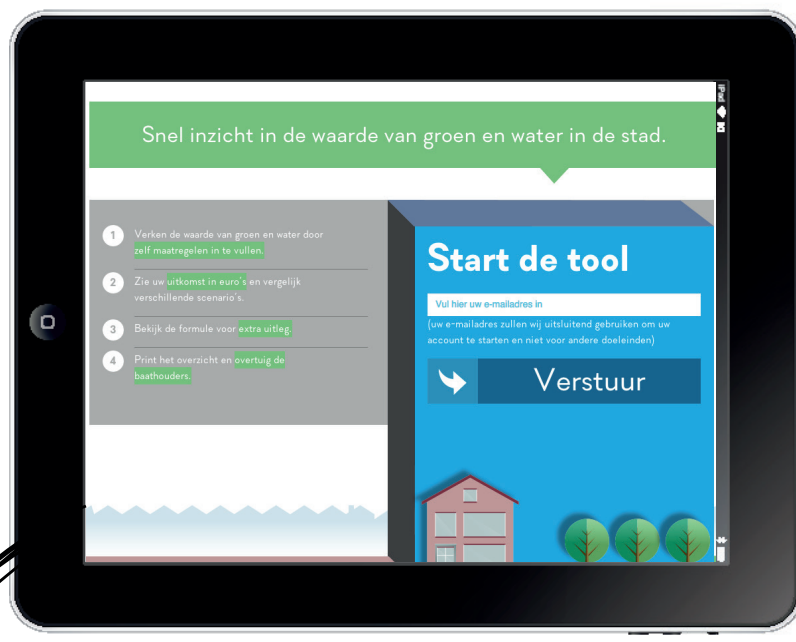 Snel inzicht in de waarde van groen en water in de stad.
1 Verken de waarde van groen en water door
zelf maatregelen in te vullen.
2 Zie uw uitkomst in euro's en vergelijk
verschillende scenario's.
3 Bekijk de formule voor extra uitleg.
4 Print het overzicht en overtuig de
baathouders.
Start de tool
Vul hier uw e-mailadres in
(uw e-mailadres zullen wij uitsluitend gebruiken om uw
account te starten en niet voor andere doeleinden)
Verstuur
iPad